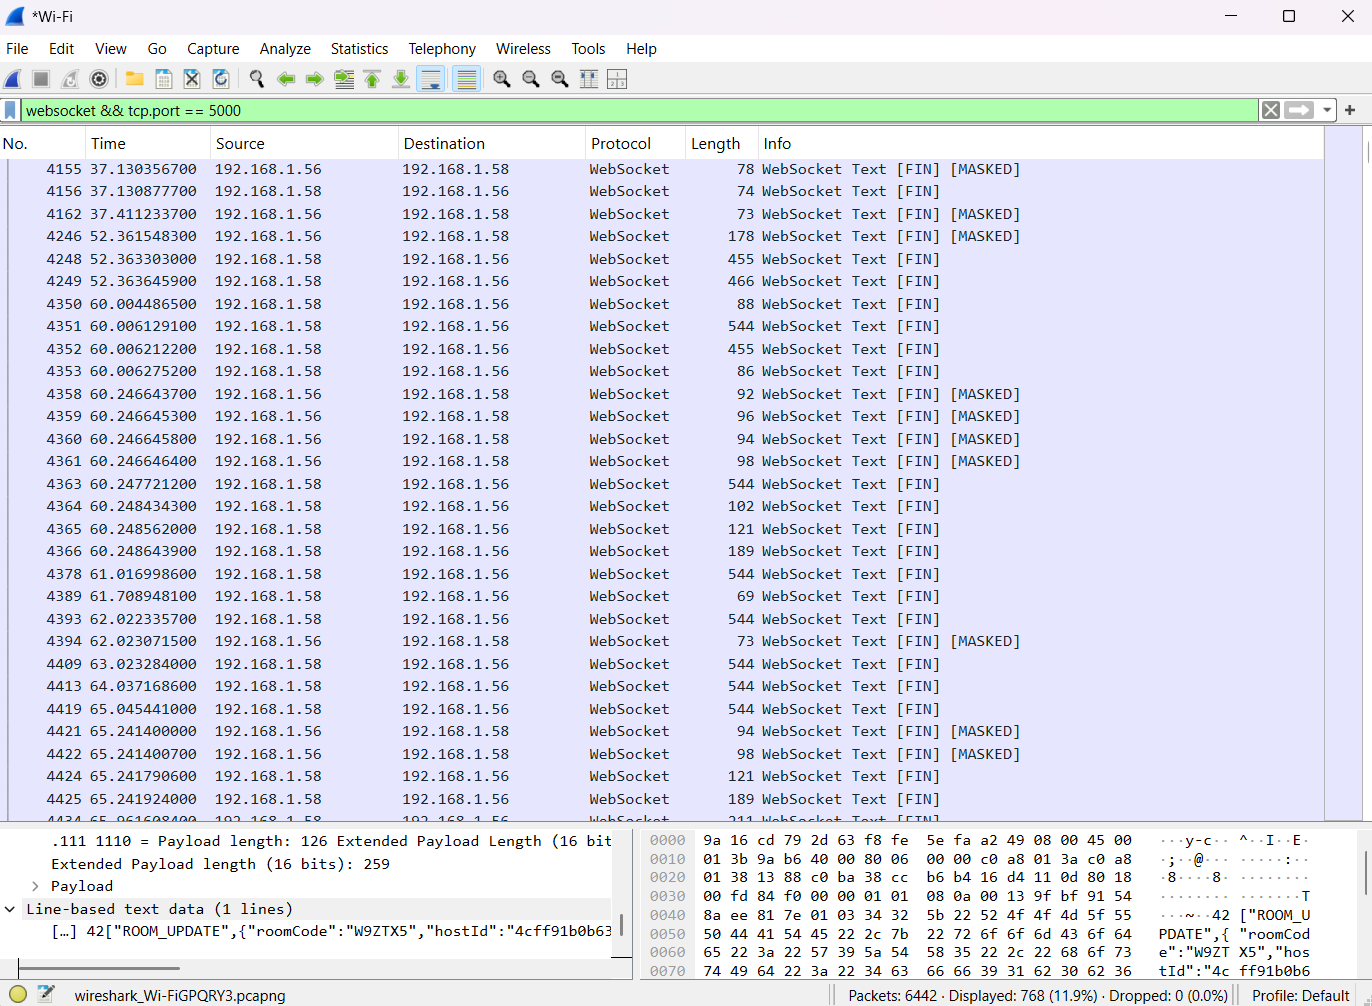 *Wi-Fi
File Edit View Go Capture Analyze Statistics Telephony Wireless Tools Help
websocket && tcp.port == 5000
No. Time Source Destination Protocol Length Info
4155 37.130356700 192.168.1.56 192.168.1.58 WebSocket 78 WebSocket Text [FIN] [MASKED]
4156 37.130877700 192.168.1.58 192.168.1.56 WebSocket 74 WebSocket Text [FIN]
4162 37.411233700 192.168.1.56 192.168.1.58 WebSocket 73 WebSocket Text [FIN] [MASKED]
4246 52.361548300 192.168.1.56 192.168.1.58 WebSocket 178 WebSocket Text [FIN] [MASKED]
4248 52.363303000 192.168.1.58 192.168.1.56 WebSocket 455 WebSocket Text [FIN]
4249 52.363645900 192.168.1.58 192.168.1.56 WebSocket 466 WebSocket Text [FIN]
4350 60.004486500 192.168.1.58 192.168.1.56 WebSocket 88 WebSocket Text [FIN]
4351 60.006129100 192.168.1.58 192.168.1.56 WebSocket 544 WebSocket Text [FIN]
4352 60.006212200 192.168.1.58 192.168.1.56 WebSocket 455 WebSocket Text [FIN]
4353 60.006275200 192.168.1.58 192.168.1.56 WebSocket 86 WebSocket Text [FIN]
4358 60.246643700 192.168.1.56 192.168.1.58 WebSocket 92 WebSocket Text [FIN] [MASKED]
4359 60.246645300 192.168.1.56 192.168.1.58 WebSocket 96 WebSocket Text [FIN] [MASKED]
4360 60.246645800 192.168.1.56 192.168.1.58 WebSocket 94 WebSocket Text [FIN] [MASKED]
4361 60.246646400 192.168.1.56 192.168.1.58 WebSocket 98 WebSocket Text [FIN] [MASKED]
4363 60.247721200 192.168.1.58 192.168.1.56 WebSocket 544 WebSocket Text [FIN]
4364 60.248434300 192.168.1.58 192.168.1.56 WebSocket 102 WebSocket Text [FIN]
4365 60.248562000 192.168.1.58 192.168.1.56 WebSocket 121 WebSocket Text [FIN]
4366 60.248643900 192.168.1.58 192.168.1.56 WebSocket 189 WebSocket Text [FIN]
4378 61.016998600 192.168.1.58 192.168.1.56 WebSocket 544 WebSocket Text [FIN]
4389 61.708948100 192.168.1.58 192.168.1.56 WebSocket 69 WebSocket Text [FIN]
4393 62.022335700 192.168.1.58 192.168.1.56 WebSocket 544 WebSocket Text [FIN]
4394 62.023071500 192.168.1.56 192.168.1.58 WebSocket 73 WebSocket Text [FIN] [MASKED]
4409 63.023284000 192.168.1.58 192.168.1.56 WebSocket 544 WebSocket Text [FIN]
4413 64.037168600 192.168.1.58 192.168.1.56 WebSocket 544 WebSocket Text [FIN]
4419 65.045441000 192.168.1.58 192.168.1.56 WebSocket 544 WebSocket Text [FIN]
4421 65.241400000 192.168.1.56 192.168.1.58 WebSocket 94 WebSocket Text [FIN] [MASKED]
4422 65.241400700 192.168.1.56 192.168.1.58 WebSocket 98 WebSocket Text [FIN] [MASKED]
4424 65.241790600 192.168.1.58 192.168.1.56 WebSocket 121 WebSocket Text [FIN]
4425 65.241924000 192.168.1.58 192.168.1.56 WebSocket 189 WebSocket Text [FIN]
4434 65.961608400 192.168.1.58 192.168.1.56 WebSocket 211 WebSocket Text [FIN]
.111 1110 = Payload length: 126 Extended Payload Length (16 bit
Extended Payload length (16 bits): 259
Payload
Line-based text data (1 lines)
[…] 42["ROOM_UPDATE",{"roomCode":"W9ZTX5","hostId":"4cff91b0b63
0000 9a 16 cd 79 2d 63 f8 fe 5e fa a2 49 08 00 45 00 ···y-c·· ^··I··E·
0010 01 3b 9a b6 40 00 80 06 00 00 c0 a8 01 3a c0 a8 ·;··@··· ·····:··
0020 01 38 13 88 c0 ba 38 cc b6 b4 16 d4 11 0d 80 18 ·8····8· ········
0030 00 fd 84 f0 00 00 01 01 08 0a 00 13 9f bf 91 54 ········ ·······T
0040 8a ee 81 7e 01 03 34 32 5b 22 52 4f 4f 4d 5f 55 ···~··42 ["ROOM_U
0050 50 44 41 54 45 22 2c 7b 22 72 6f 6f 6d 43 6f 64 PDATE",{ "roomCod
0060 65 22 3a 22 57 39 5a 54 58 35 22 2c 22 68 6f 73 e":"W9ZT X5","hos
0070 74 49 64 22 3a 22 34 63 66 66 39 31 62 30 62 36 tId":"4c ff91b0b6
wireshark_Wi-FiGPQRY3.pcapng
Packets: 6442 · Displayed: 768 (11.9%) · Dropped: 0 (0.0%)
Profile: Default